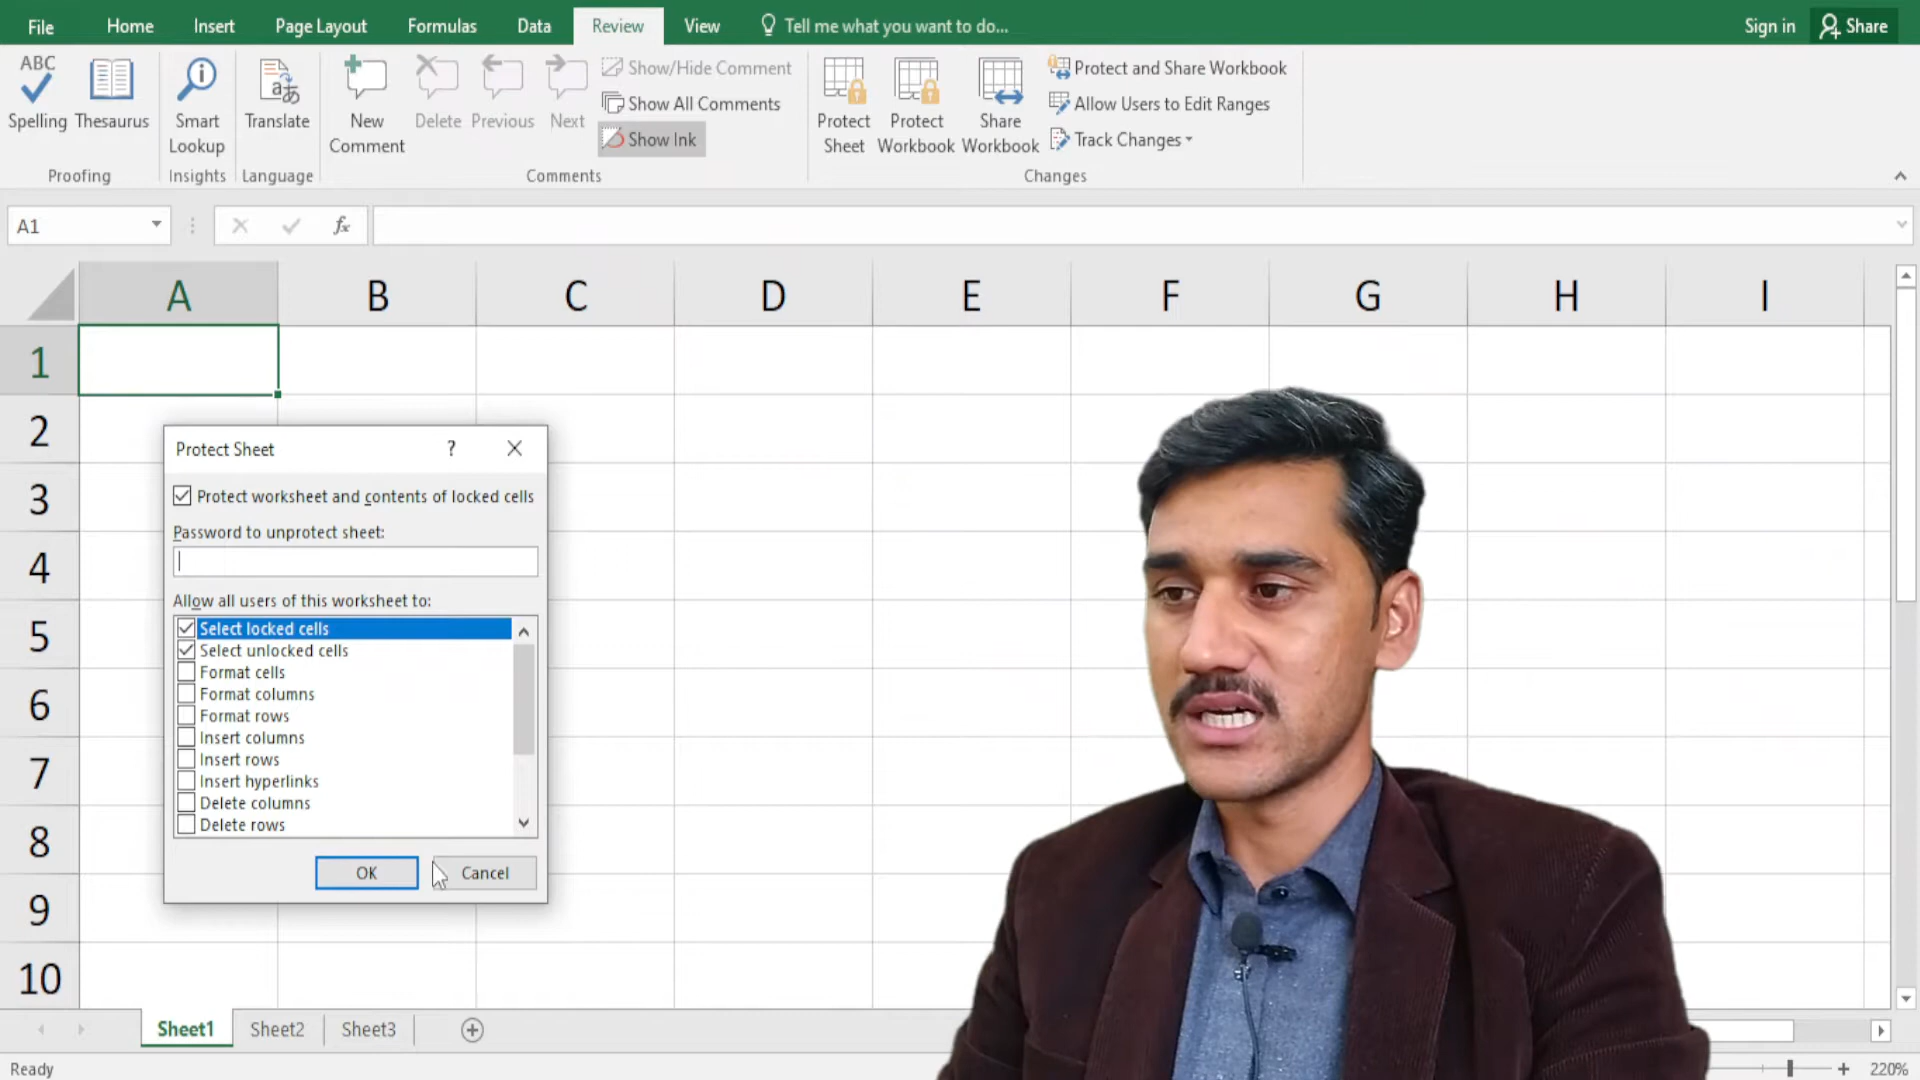 File Home Insert Page Layout Formulas Data Review View Tell me what you want to do... Sign in Share
ABC
Spelling Thesaurus
Proofing
Smart Lookup
Insights
Translate
Language
New Comment
Delete Previous Next
Show/Hide Comment
Show All Comments
Show Ink
Comments
Protect Sheet
Protect Workbook
Share Workbook
Protect and Share Workbook
Allow Users to Edit Ranges
Track Changes
Changes
A1 fx
A B C D E F G H I
1
2
3
4
5
6
7
8
9
10
Protect Sheet ?
Protect worksheet and contents of locked cells
Password to unprotect sheet:
Allow all users of this worksheet to:
Select locked cells
Select unlocked cells
Format cells
Format columns
Format rows
Insert columns
Insert rows
Insert hyperlinks
Delete columns
Delete rows
OK Cancel
Sheet1 Sheet2 Sheet3
Ready 220%